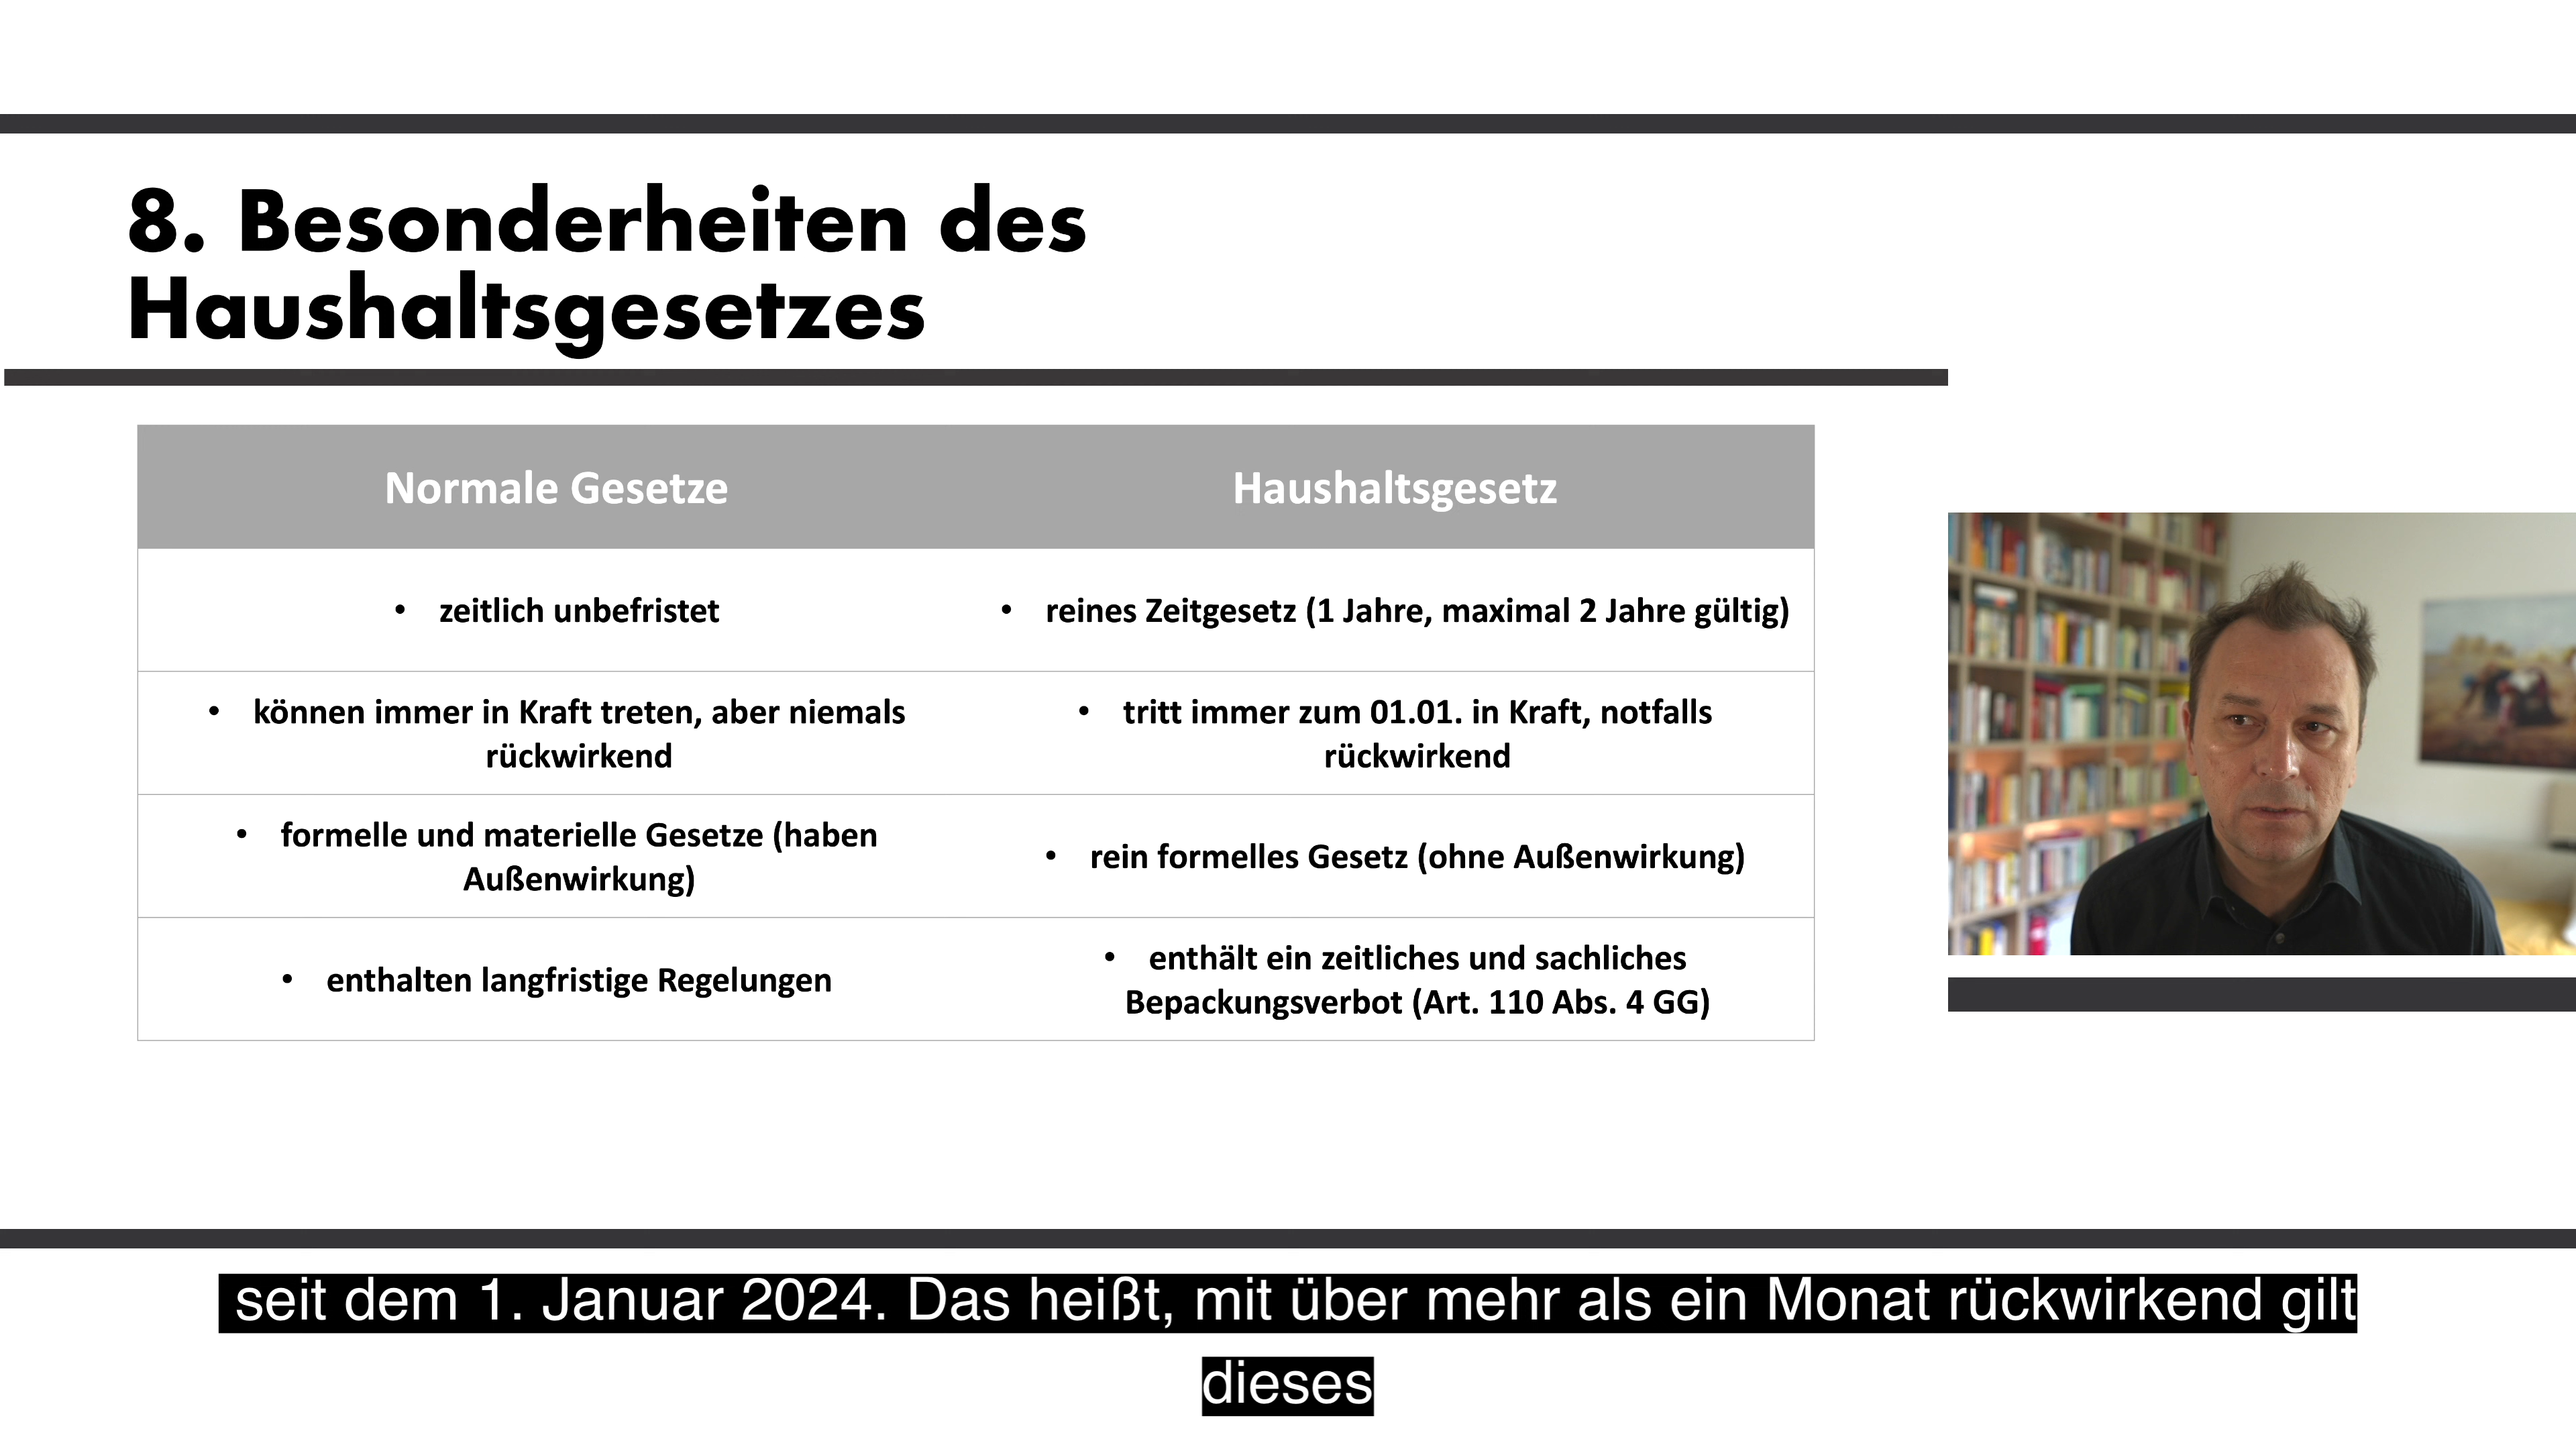 8. Besonderheiten des
Haushaltsgesetzes
Normale Gesetze
Haushaltsgesetz
• zeitlich unbefristet
• reines Zeitgesetz (1 Jahre, maximal 2 Jahre gültig)
• können immer in Kraft treten, aber niemals
rückwirkend
• tritt immer zum 01.01. in Kraft, notfalls
rückwirkend
• formelle und materielle Gesetze (haben
Außenwirkung)
• rein formelles Gesetz (ohne Außenwirkung)
• enthalten langfristige Regelungen
• enthält ein zeitliches und sachliches
Bepackungsverbot (Art. 110 Abs. 4 GG)
seit dem 1. Januar 2024. Das heißt, mit über mehr als ein Monat rückwirkend gilt
dieses